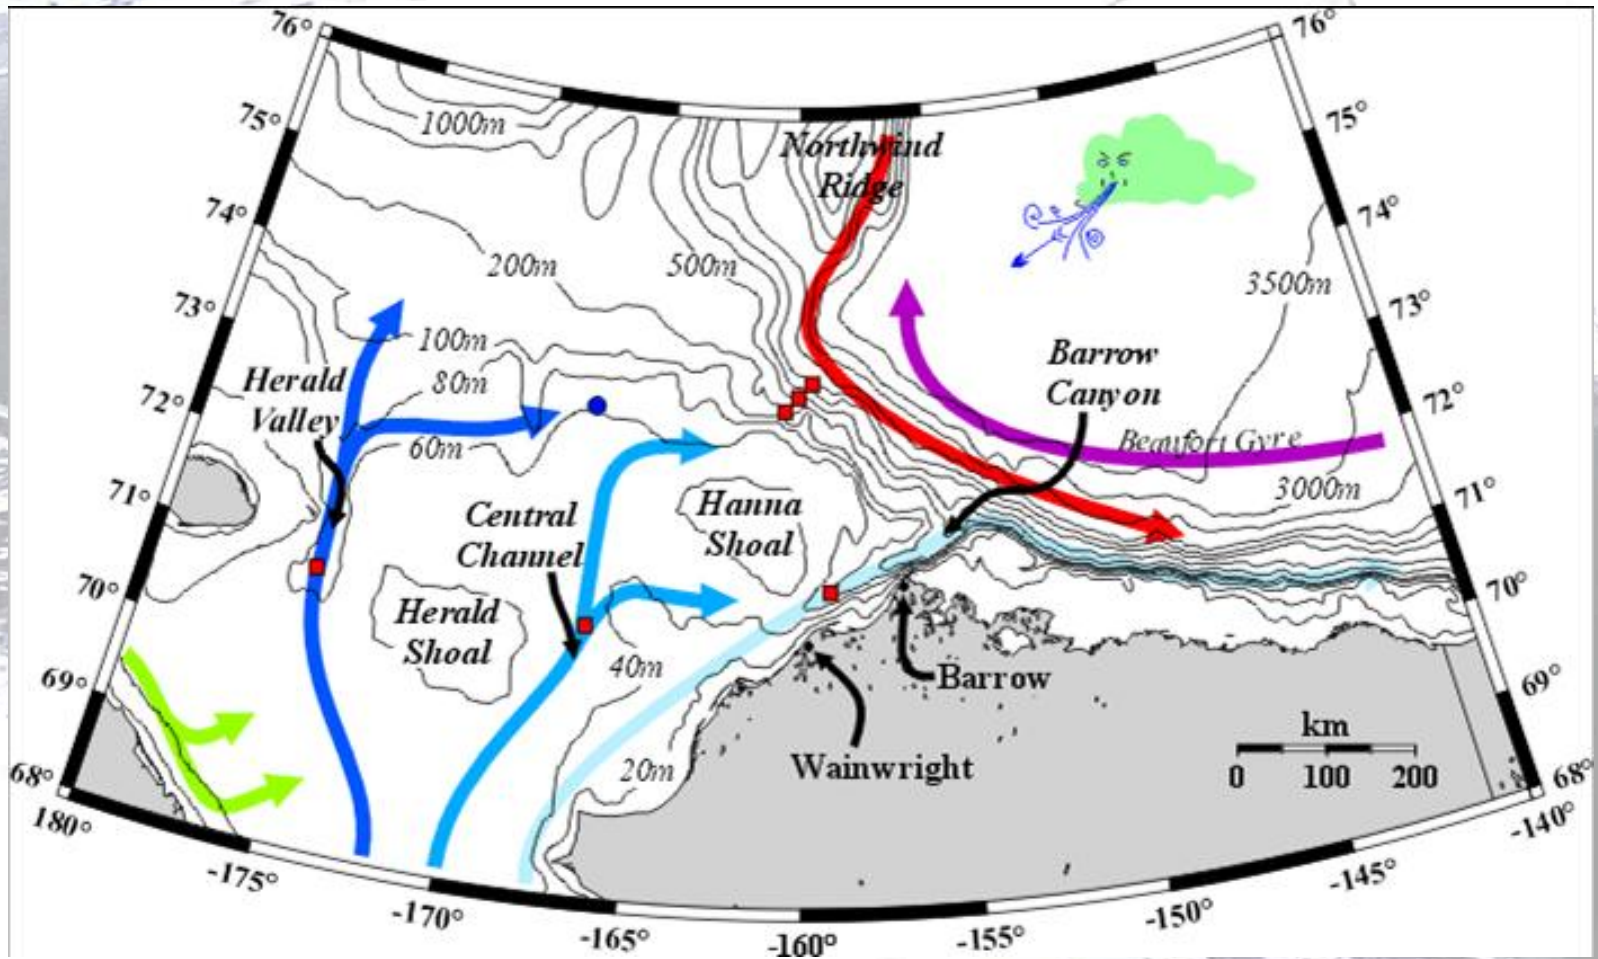 76°
76°
75°
75°
1000m
Northwind
Ridge
74°
74°
200m
500m
3500m
73°
73°
100m
Herald
Valley
80m
Barrow
Canyon
72°
72°
60m
Beaufort Gyre
71°
71°
3000m
Hanna
Shoal
Central
Channel
70°
70°
Herald
Shoal
40m
Barrow
69°
69°
km
0 100 200
20m
Wainwright
68°
68°
180°
-175°
-170°
-165°
-160°
-155°
-150°
-145°
-140°